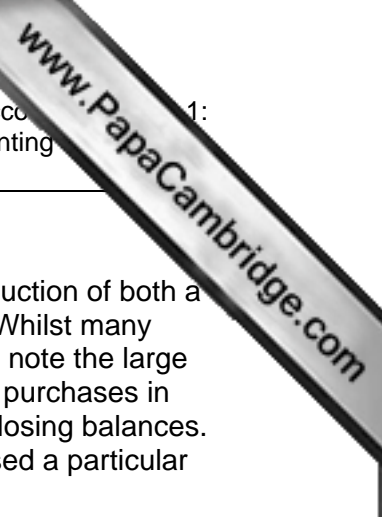 www.PapaCambridge.com
1:
nting
uction of both a
Whilst many
note the large
purchases in
losing balances.
sed a particular